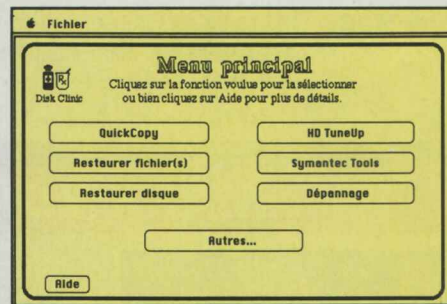 Fichier
Menu principal
Cliquez sur la fonction voulue pour la sélectionner
ou bien cliquez sur Aide pour plus de détails.
Disk Clinic
QuickCopy
HD TuneUp
Restaurer fichier(s)
Symantec Tools
Restaurer disque
Dépannage
Autres...
Aide